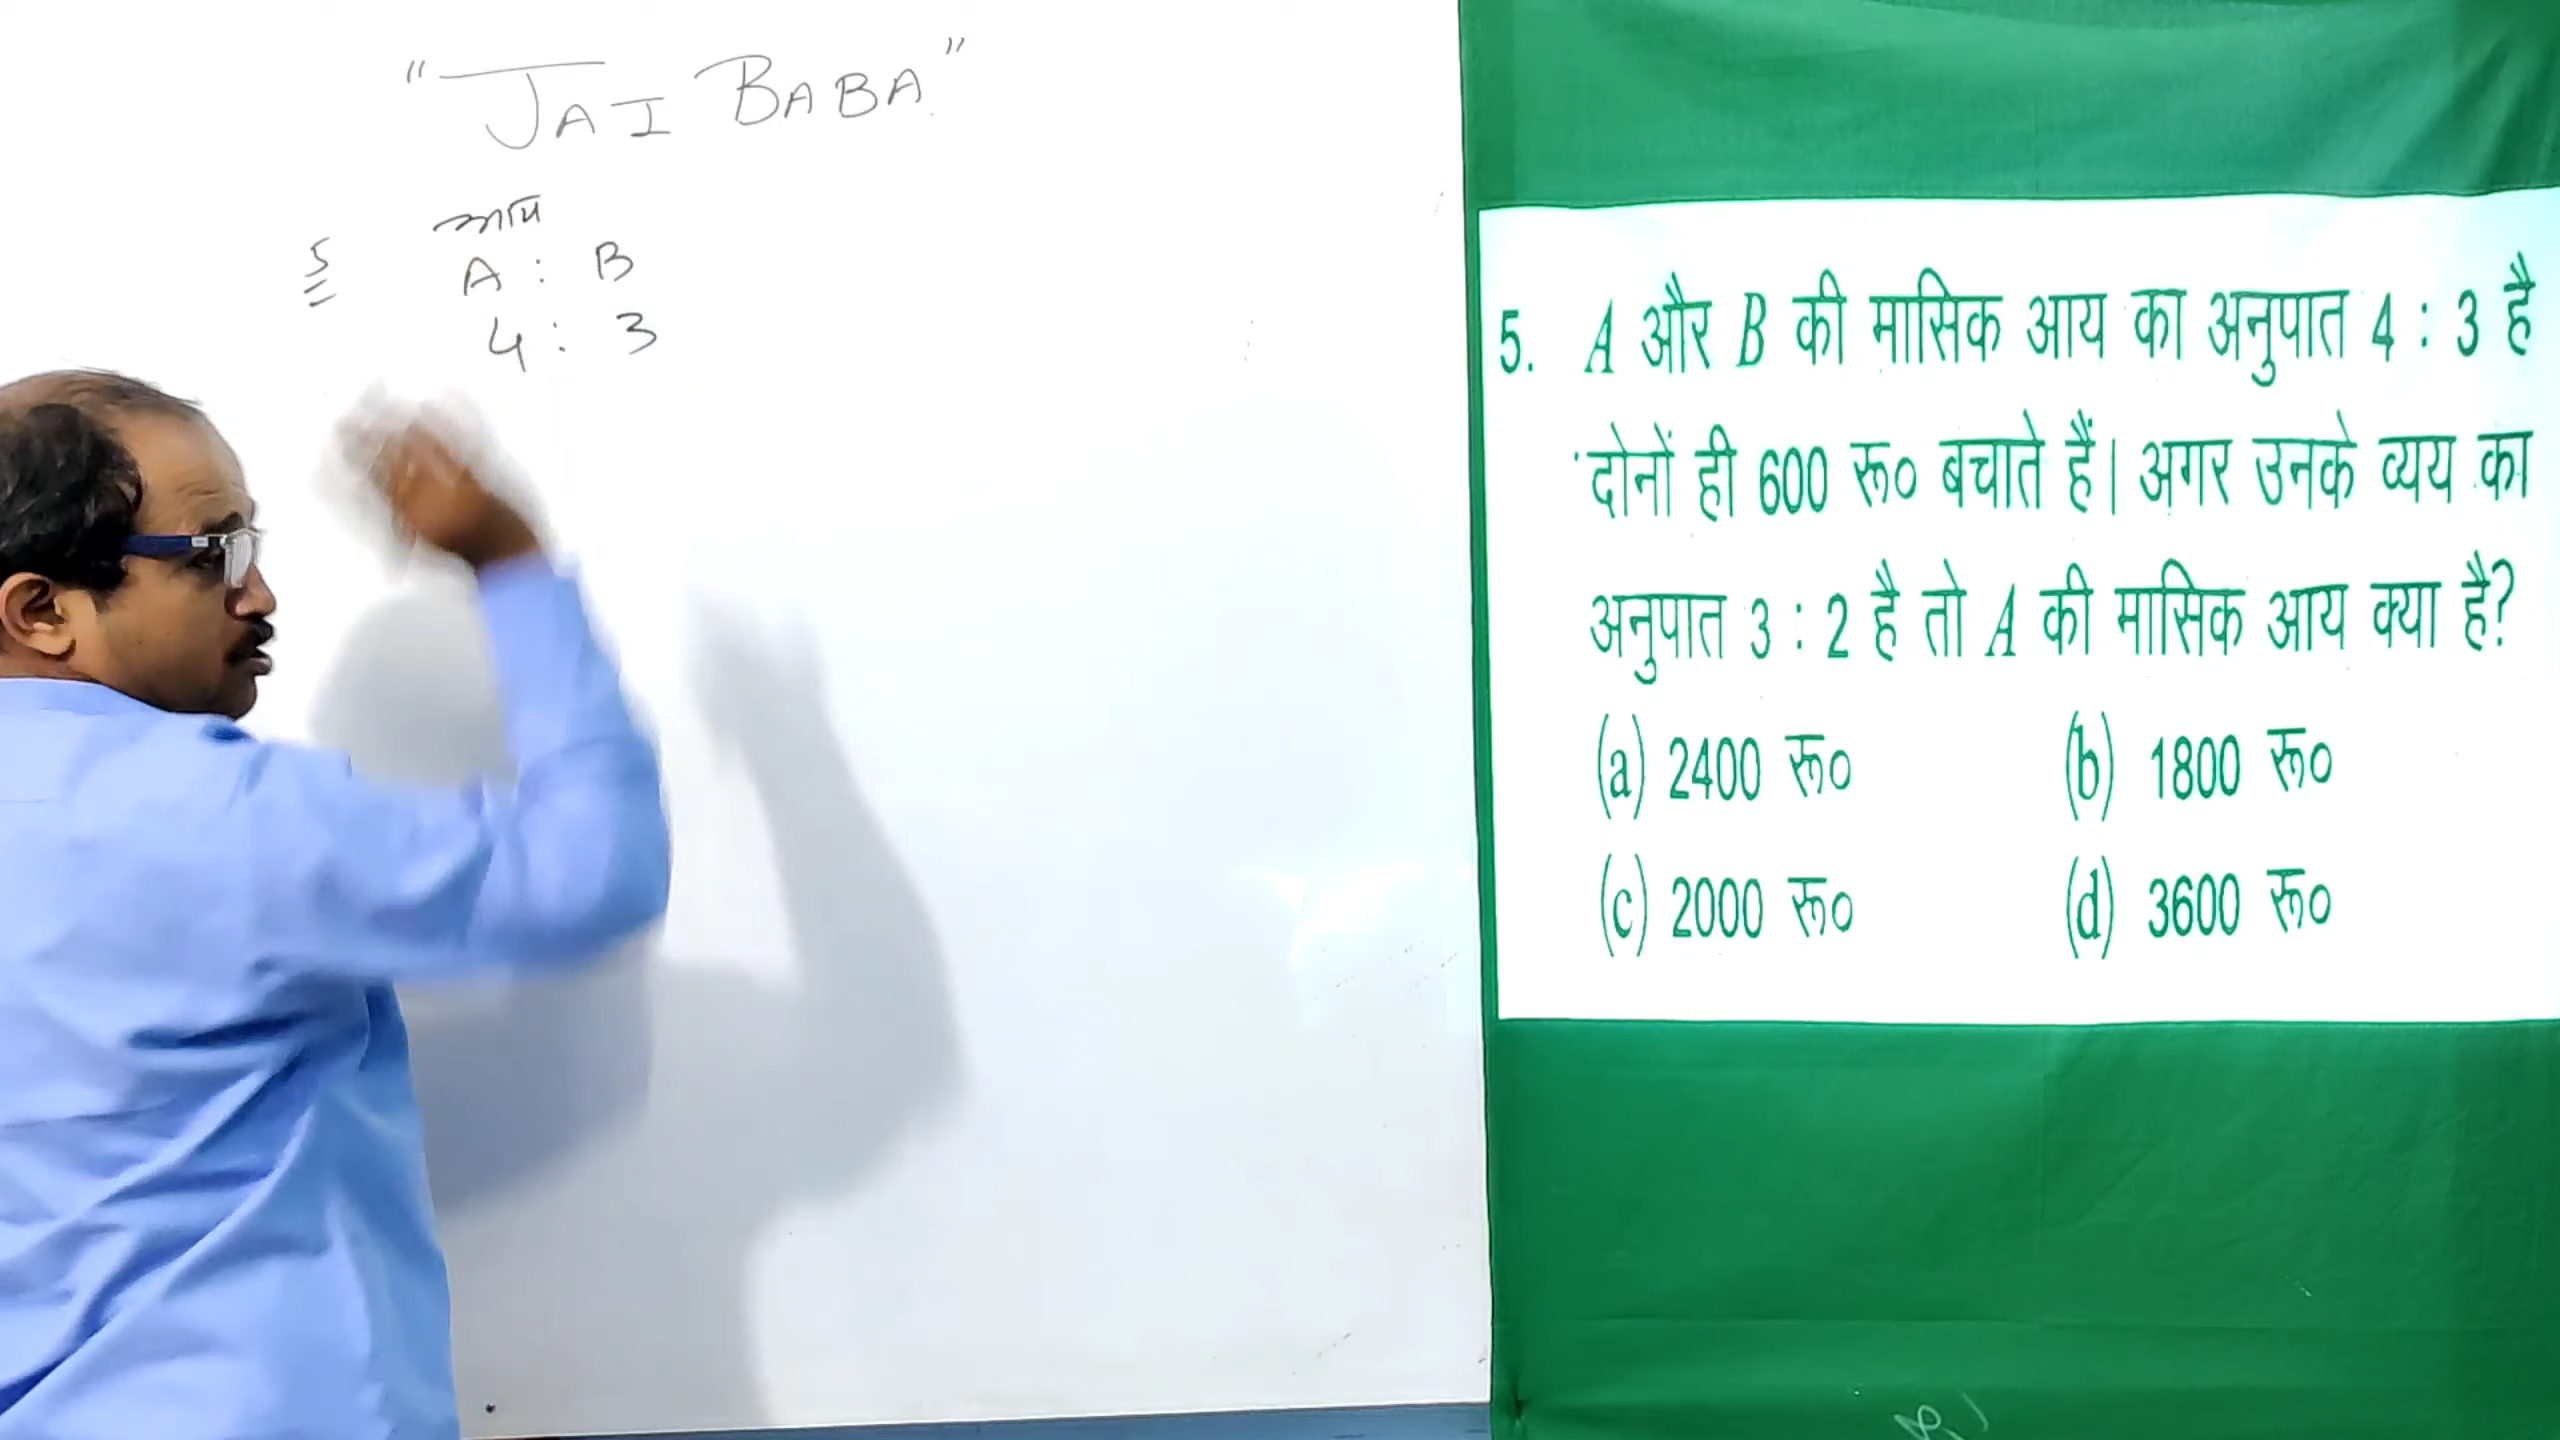 "JAI BABA"
आय
5 A : B
4 : 3
5. A और B की मासिक आय का अनुपात 4 : 3 है
दोनों ही 600 रू० बचाते हैं। अगर उनके व्यय का
अनुपात 3 : 2 है तो A की मासिक आय क्या है?
(a) 2400 रू० (b) 1800 रू०
(c) 2000 रू० (d) 3600 रू०